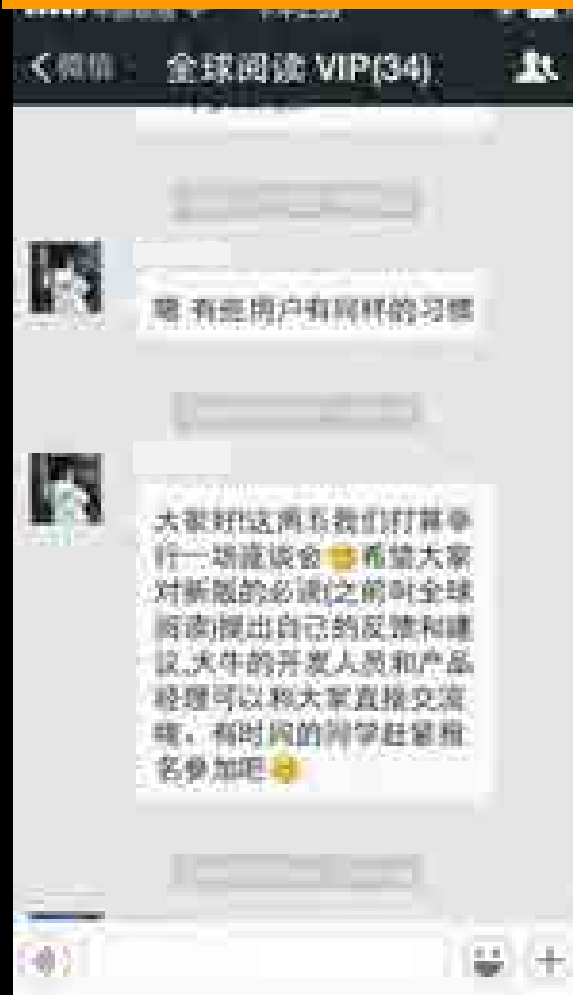 微信 全球阅读 VIP(34)
嗯 有些用户有同样的习惯
大家好!这周五我们打算举
行一场座谈会希望大家
对新版的必读(之前叫全球
阅读)提出自己的反馈和建
议,大牛的开发人员和产品
经理可以和大家直接交流
哦。有时间的同学赶紧报
名参加吧